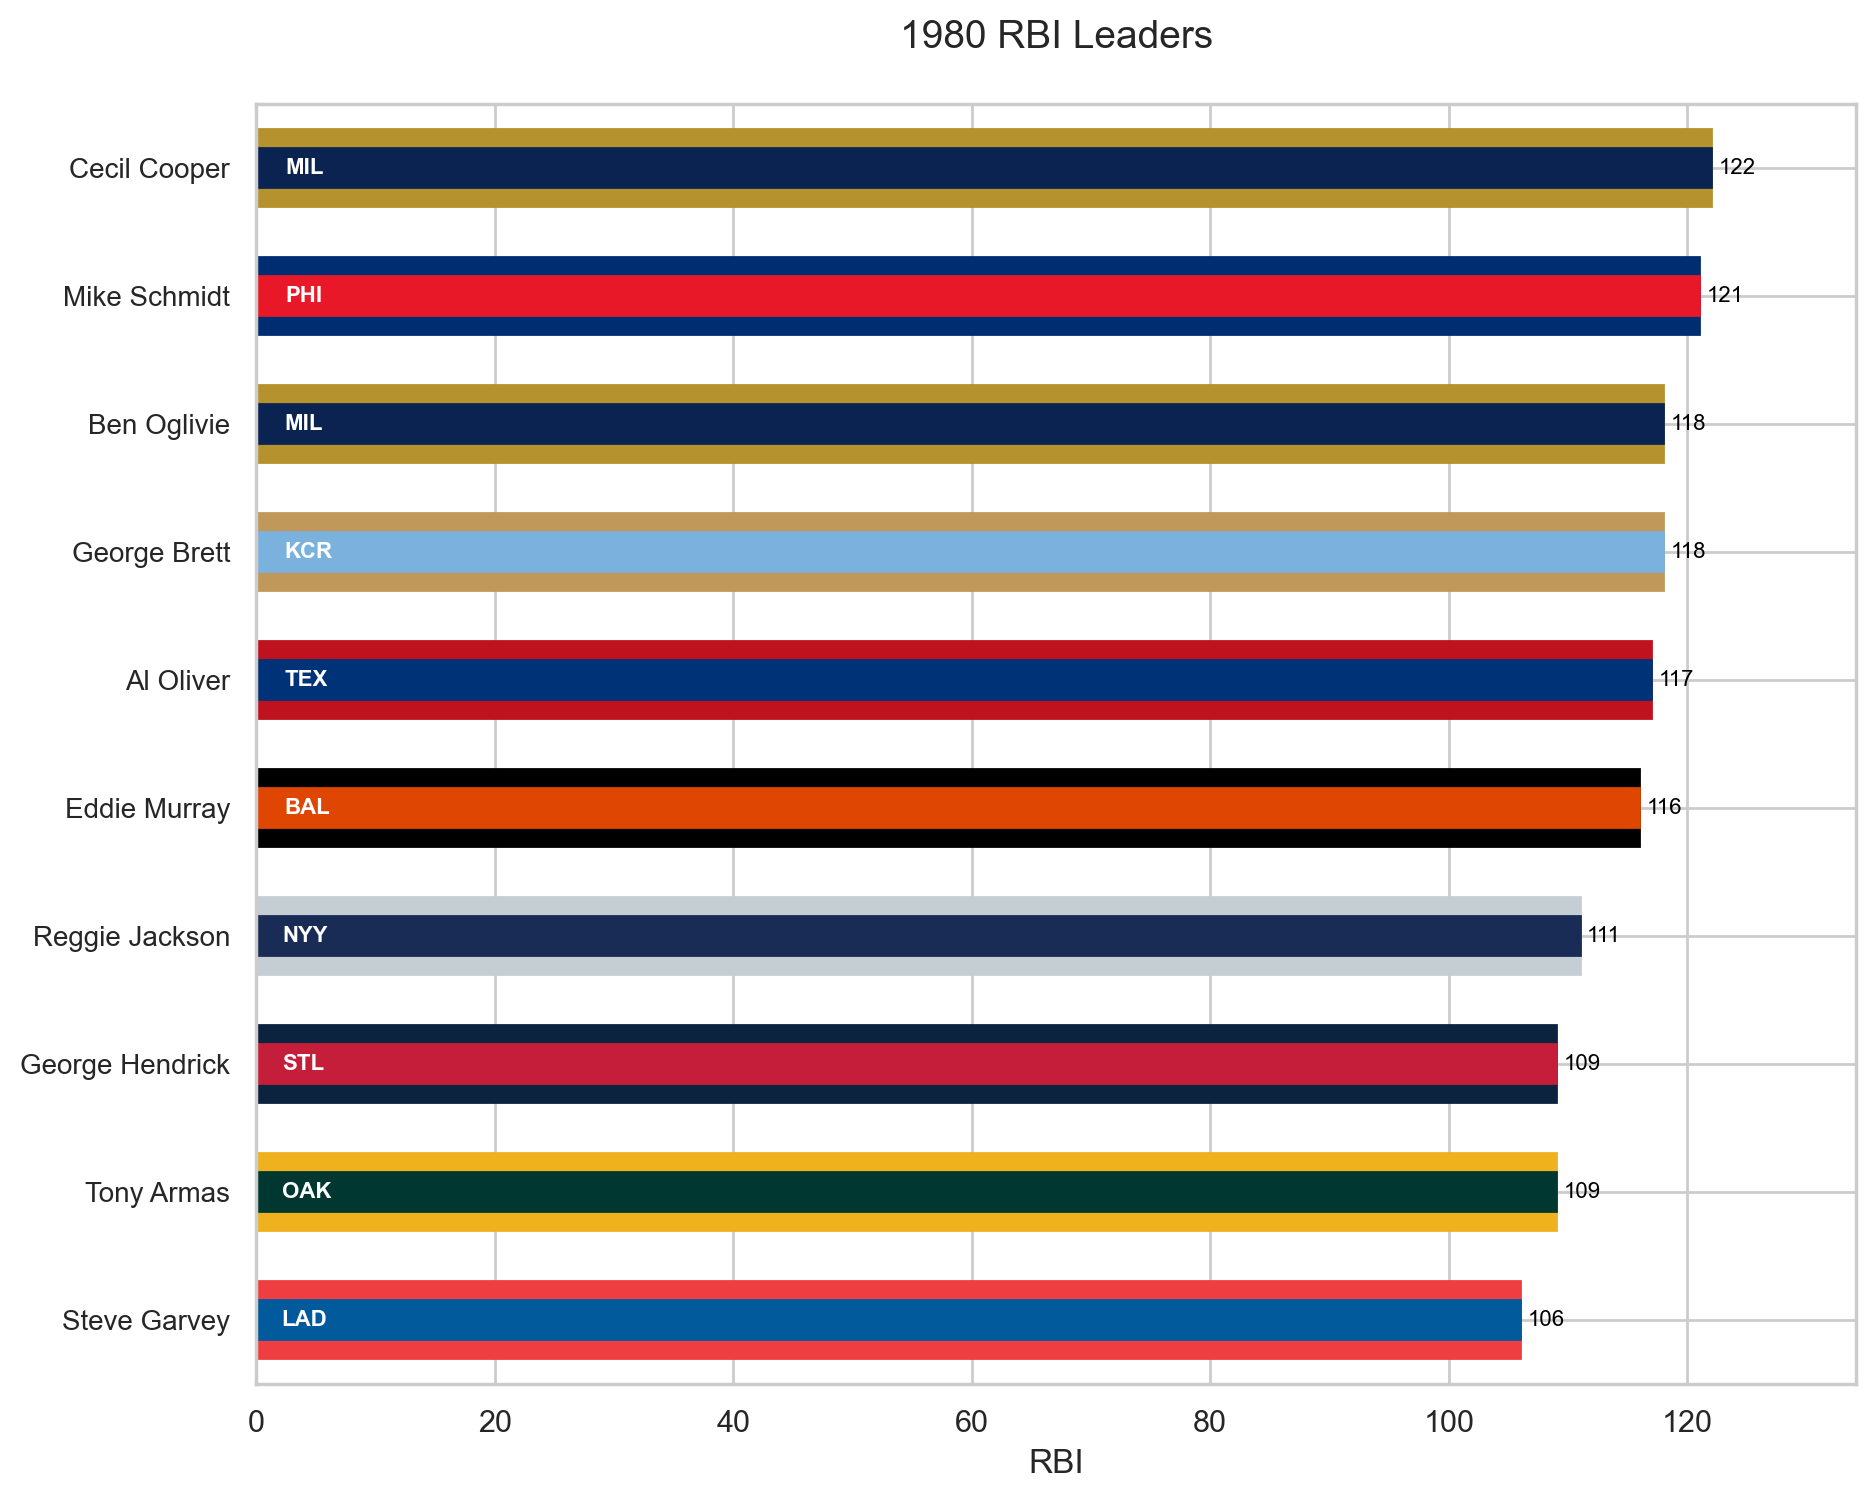 1980 RBI Leaders
Cecil Cooper MIL 122
Mike Schmidt PHI 121
Ben Oglivie MIL 118
George Brett KCR 118
Al Oliver TEX 117
Eddie Murray BAL 116
Reggie Jackson NYY 111
George Hendrick STL 109
Tony Armas OAK 109
Steve Garvey LAD 106
0 20 40 60 80 100 120
RBI